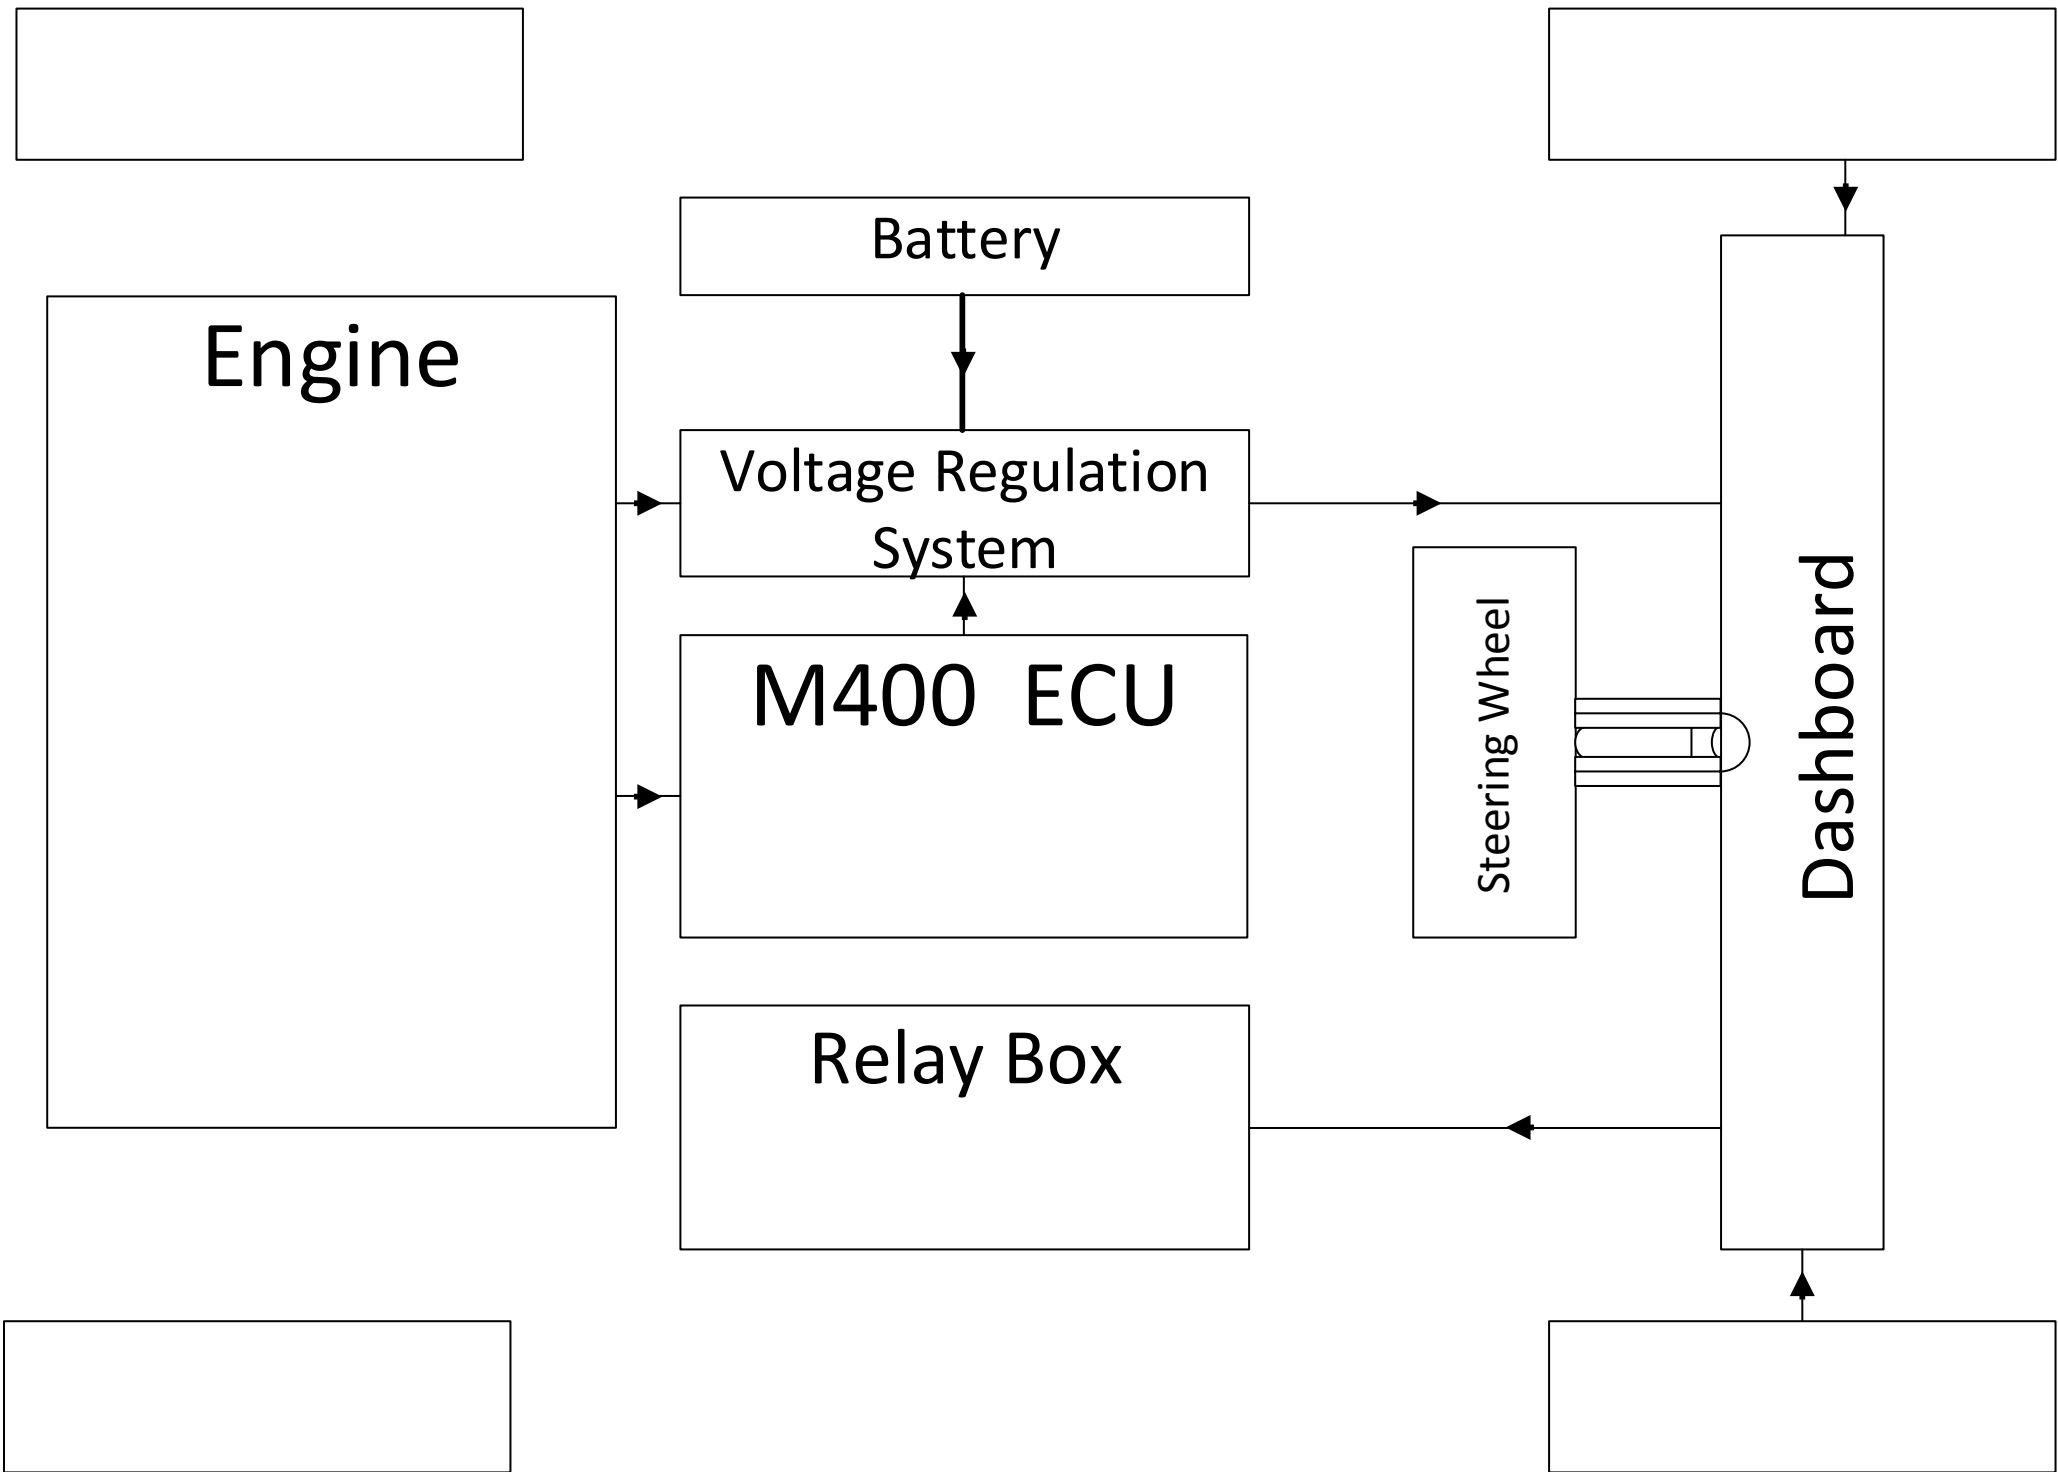 Battery
Engine
Voltage Regulation
System
M400  ECU
Steering Wheel
Dashboard
Relay Box